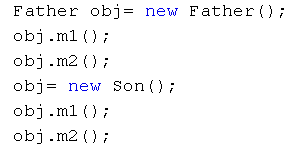 Father obj= new Father();
obj.m1();
obj.m2();
obj= new Son();
obj.m1();
obj.m2();